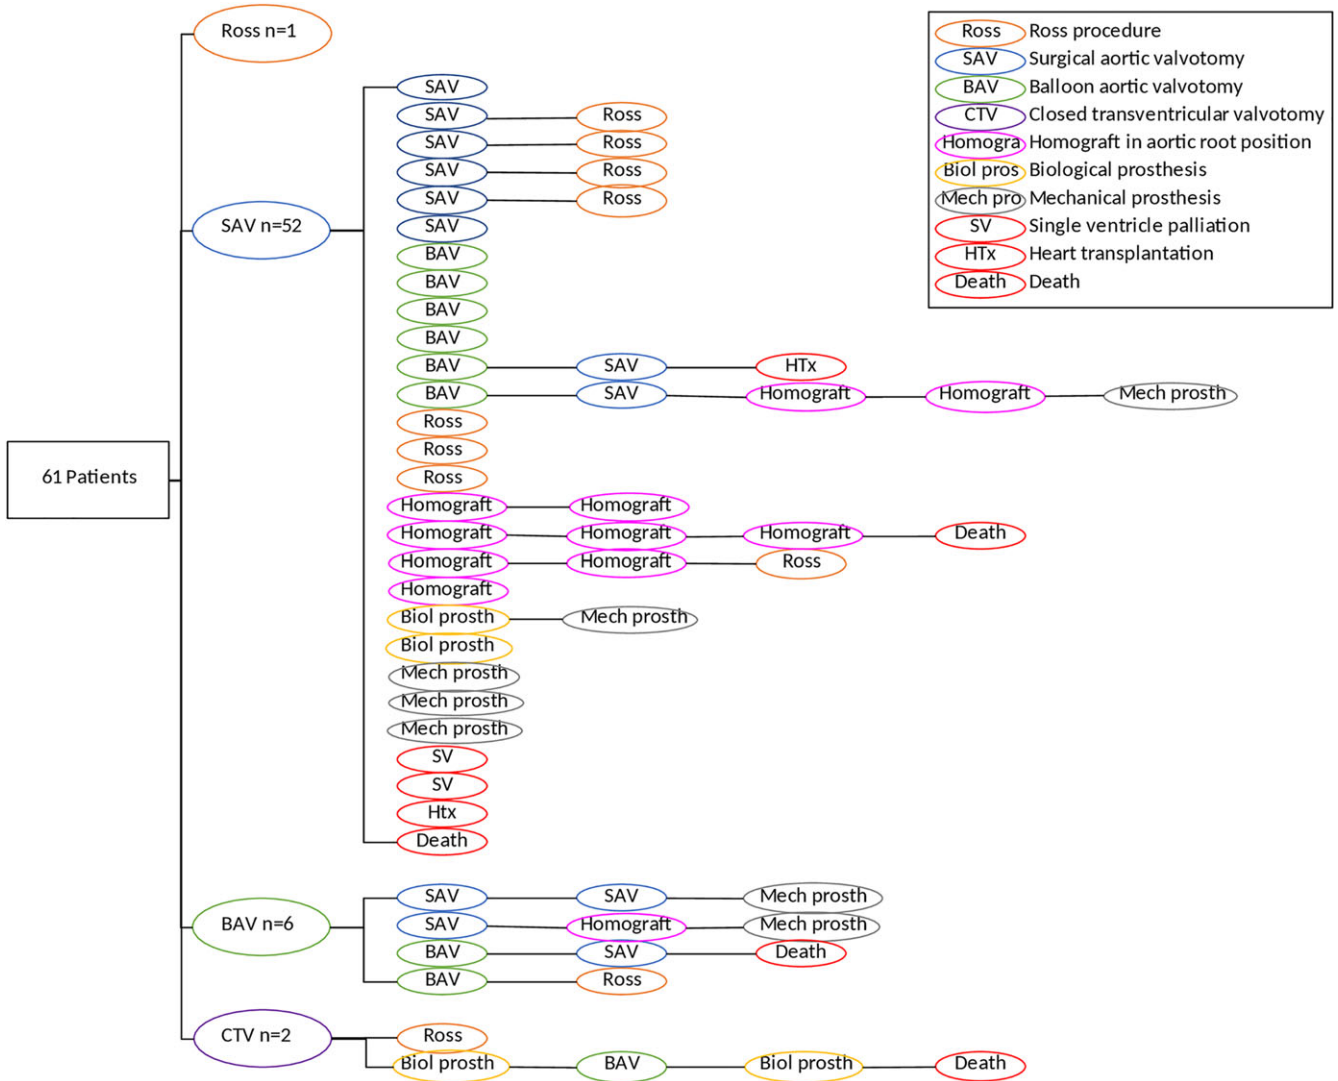 Ross n=1
Ross Ross procedure
SAV Surgical aortic valvotomy
BAV Balloon aortic valvotomy
CTV Closed transventricular valvotomy
Homogra Homograft in aortic root position
Biol pros Biological prosthesis
Mech pro Mechanical prosthesis
SV Single ventricle palliation
HTx Heart transplantation
Death Death
61 Patients
SAV n=52
SAV
SAV Ross
SAV Ross
SAV Ross
SAV Ross
SAV
BAV
BAV
BAV
BAV
BAV SAV HTx
BAV SAV Homograft Homograft Mech prosth
Ross
Ross
Ross
Homograft Homograft
Homograft Homograft Homograft Death
Homograft Homograft Ross
Homograft
Biol prosth Mech prosth
Biol prosth
Mech prosth
Mech prosth
Mech prosth
SV
SV
Htx
Death
BAV n=6
SAV SAV Mech prosth
SAV Homograft Mech prosth
BAV SAV Death
BAV Ross
CTV n=2
Ross
Biol prosth BAV Biol prosth Death